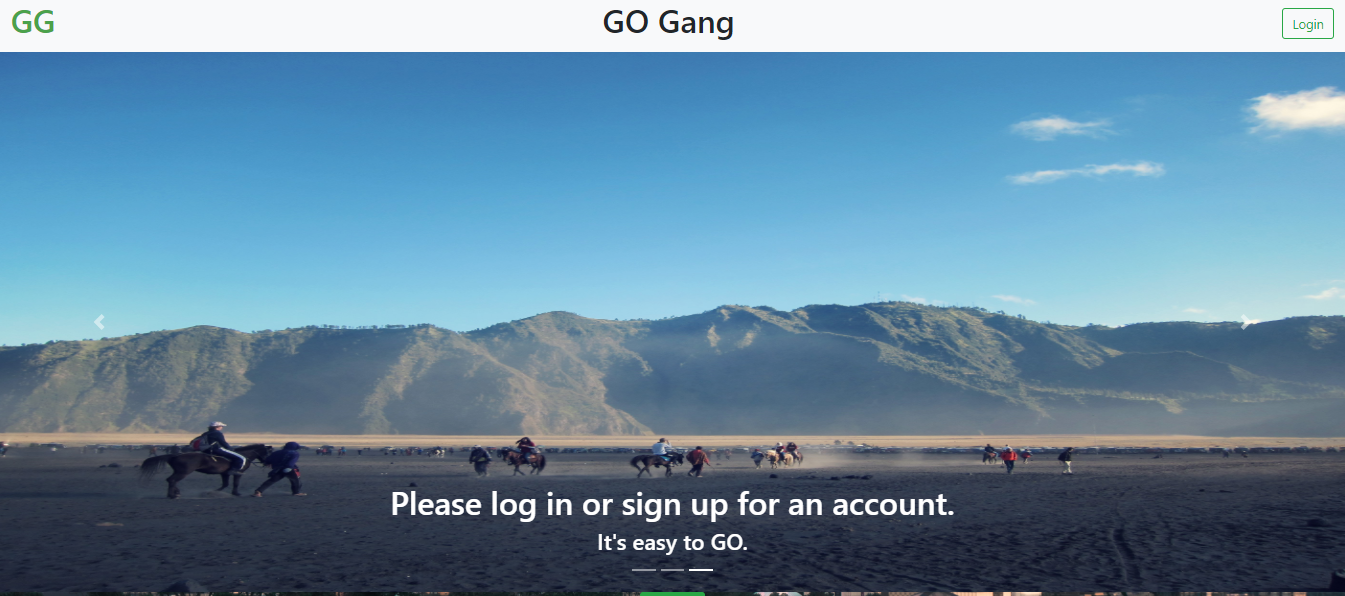 GG
GO Gang
Login
Please log in or sign up for an account.
It's easy to GO.